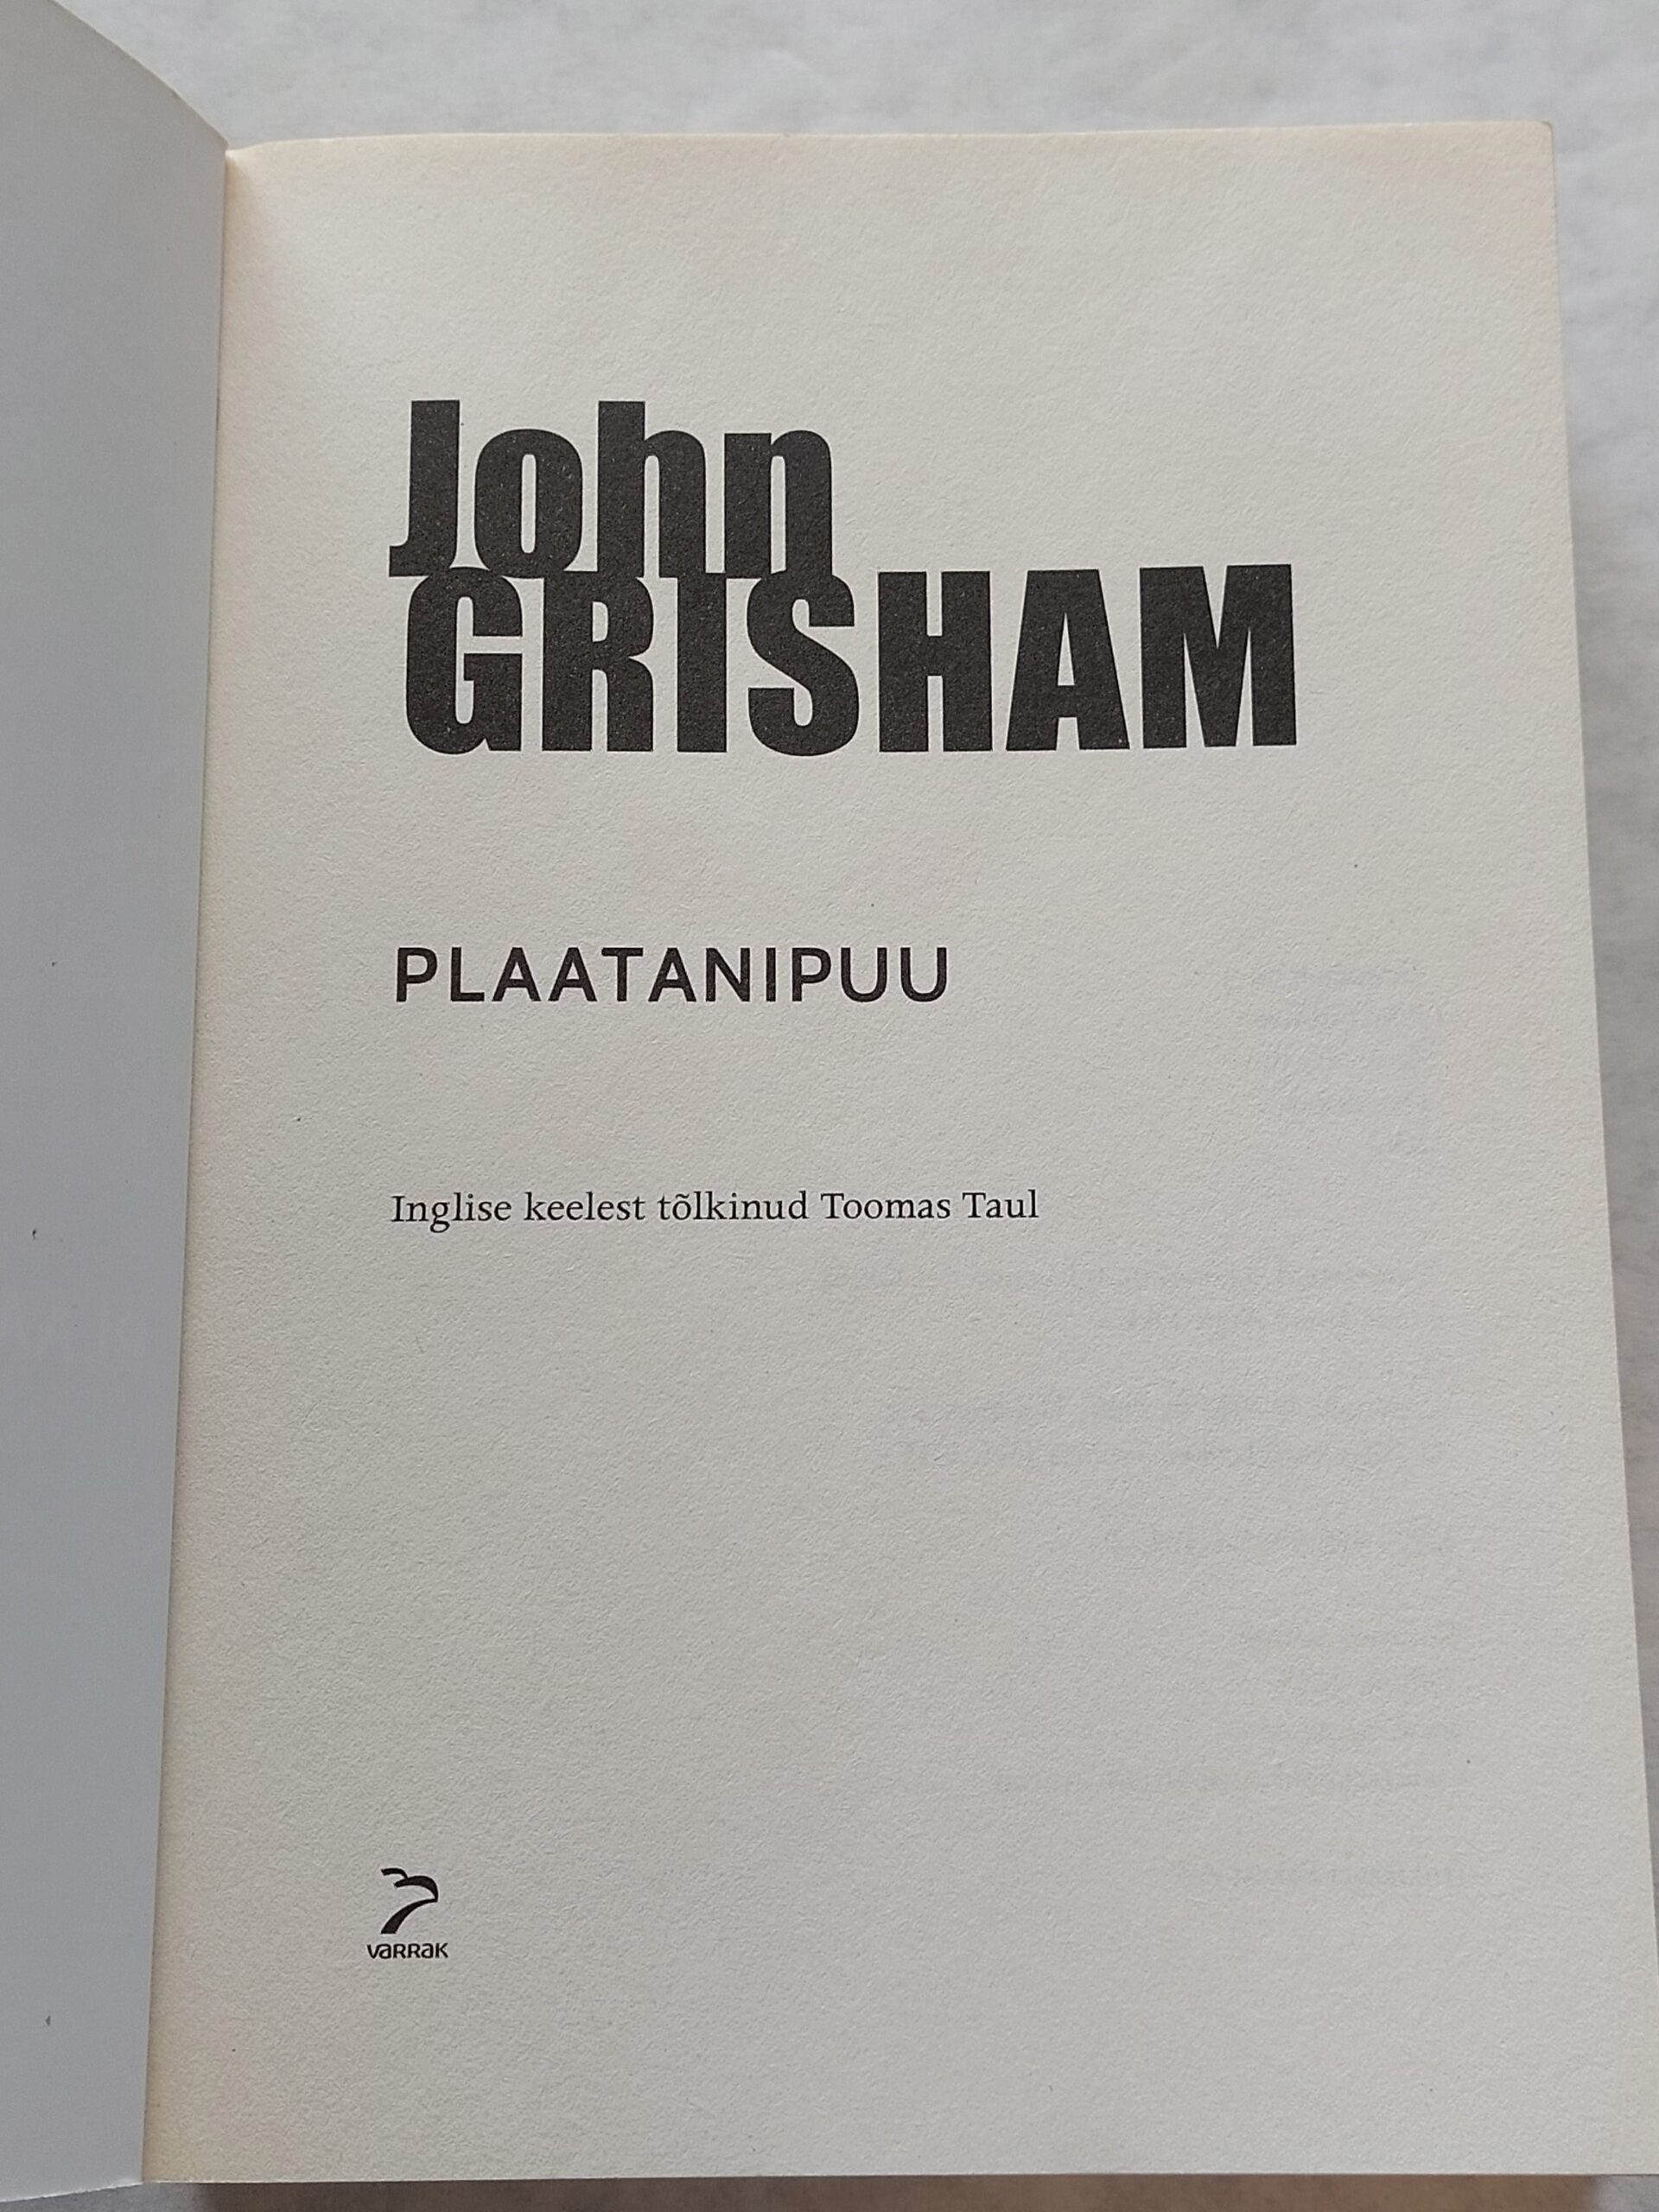 John
GRISHAM
PLAATANIPUU
Inglise keelest tõlkinud Toomas Taul
VARRAK